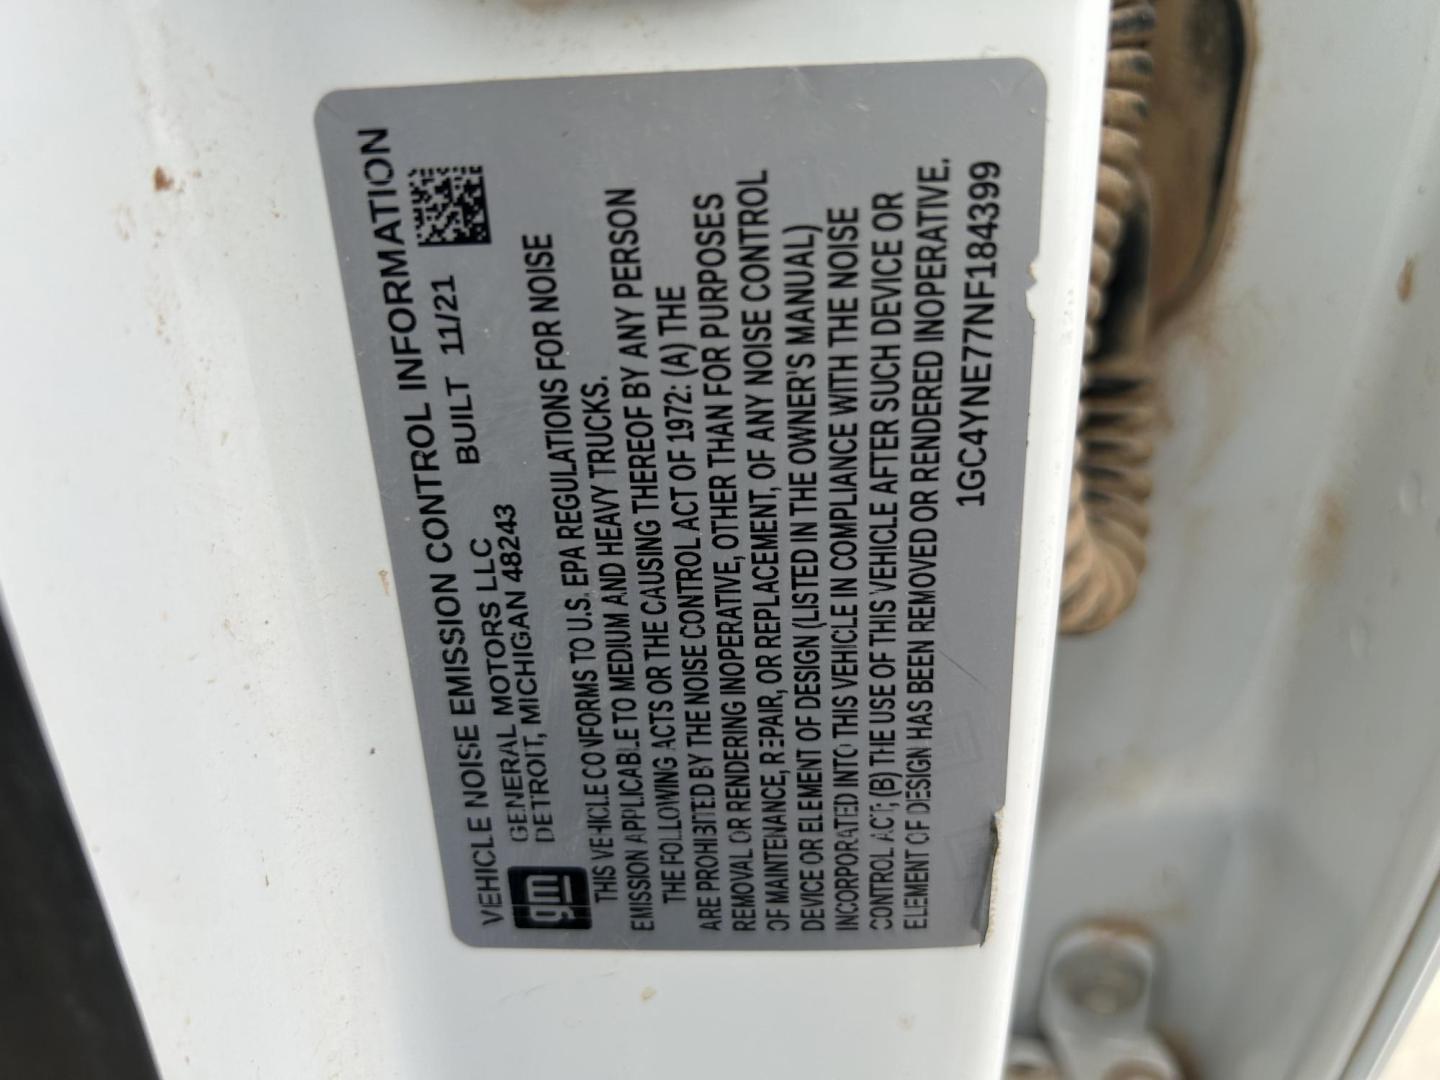 VEHICLE NOISE EMISSION CONTROL INFORMATION
GENERAL MOTORS LLC BUILT 11/21
DETROIT, MICHIGAN 48243
gm
THIS VEHICLE CONFORMS TO U.S. EPA REGULATIONS FOR NOISE
EMISSION APPLICABLE TO MEDIUM AND HEAVY TRUCKS.
THE FOLLOWING ACTS OR THE CAUSING THEREOF BY ANY PERSON
ARE PROHIBITED BY THE NOISE CONTROL ACT OF 1972: (A) THE
REMOVAL OR RENDERING INOPERATIVE, OTHER THAN FOR PURPOSES
OF MAINTENANCE, REPAIR, OR REPLACEMENT, OF ANY NOISE CONTROL
DEVICE OR ELEMENT OF DESIGN (LISTED IN THE OWNER'S MANUAL)
INCORPORATED INTO THIS VEHICLE IN COMPLIANCE WITH THE NOISE
CONTROL ACT; (B) THE USE OF THIS VEHICLE AFTER SUCH DEVICE OR
ELEMENT OF DESIGN HAS BEEN REMOVED OR RENDERED INOPERATIVE.
1GC4YNE77NF184399